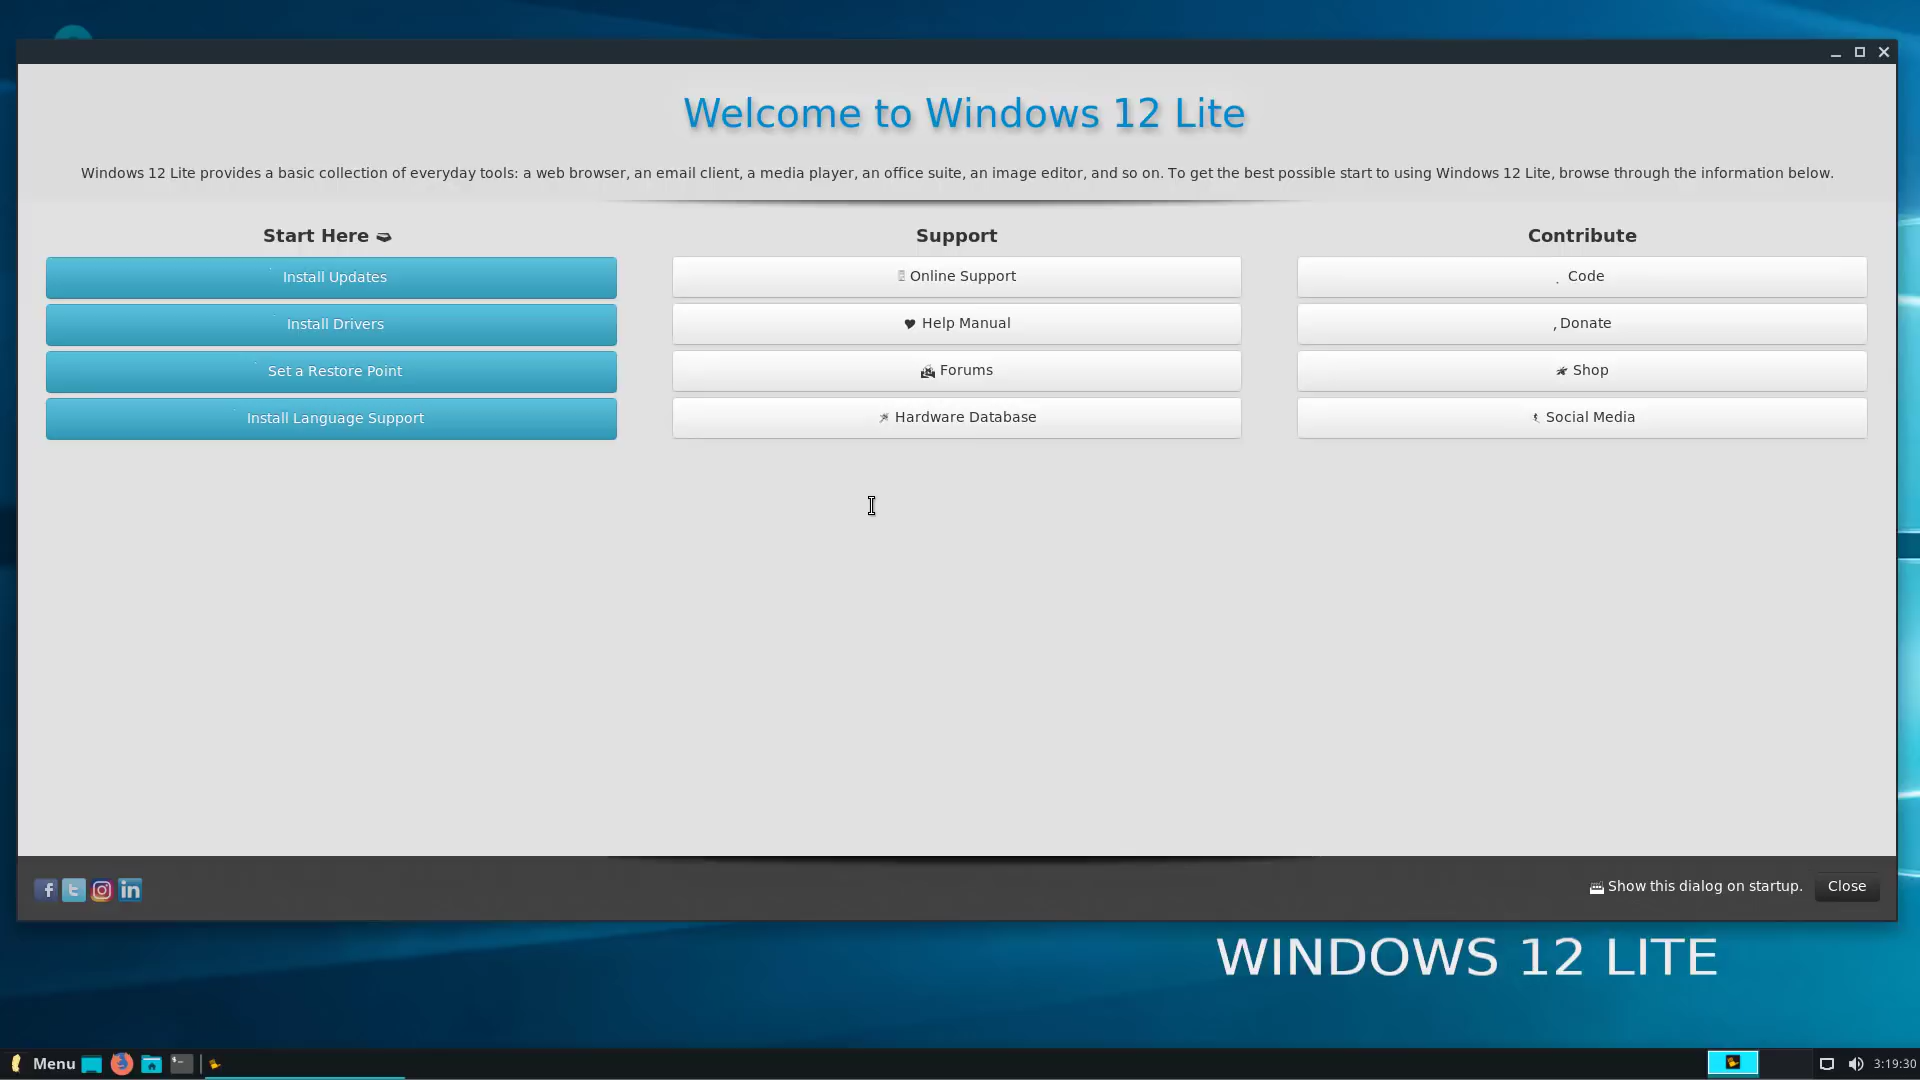 Welcome to Windows 12 Lite
Windows 12 Lite provides a basic collection of everyday tools: a web browser, an email client, a media player, an office suite, an image editor, and so on. To get the best possible start to using Windows 12 Lite, browse through the information below.
Start Here
Install Updates
Install Drivers
Set a Restore Point
Install Language Support
Support
Online Support
Help Manual
Forums
Hardware Database
Contribute
Code
Donate
Shop
Social Media
Show this dialog on startup.
Close
WINDOWS 12 LITE
Menu
3:19:30